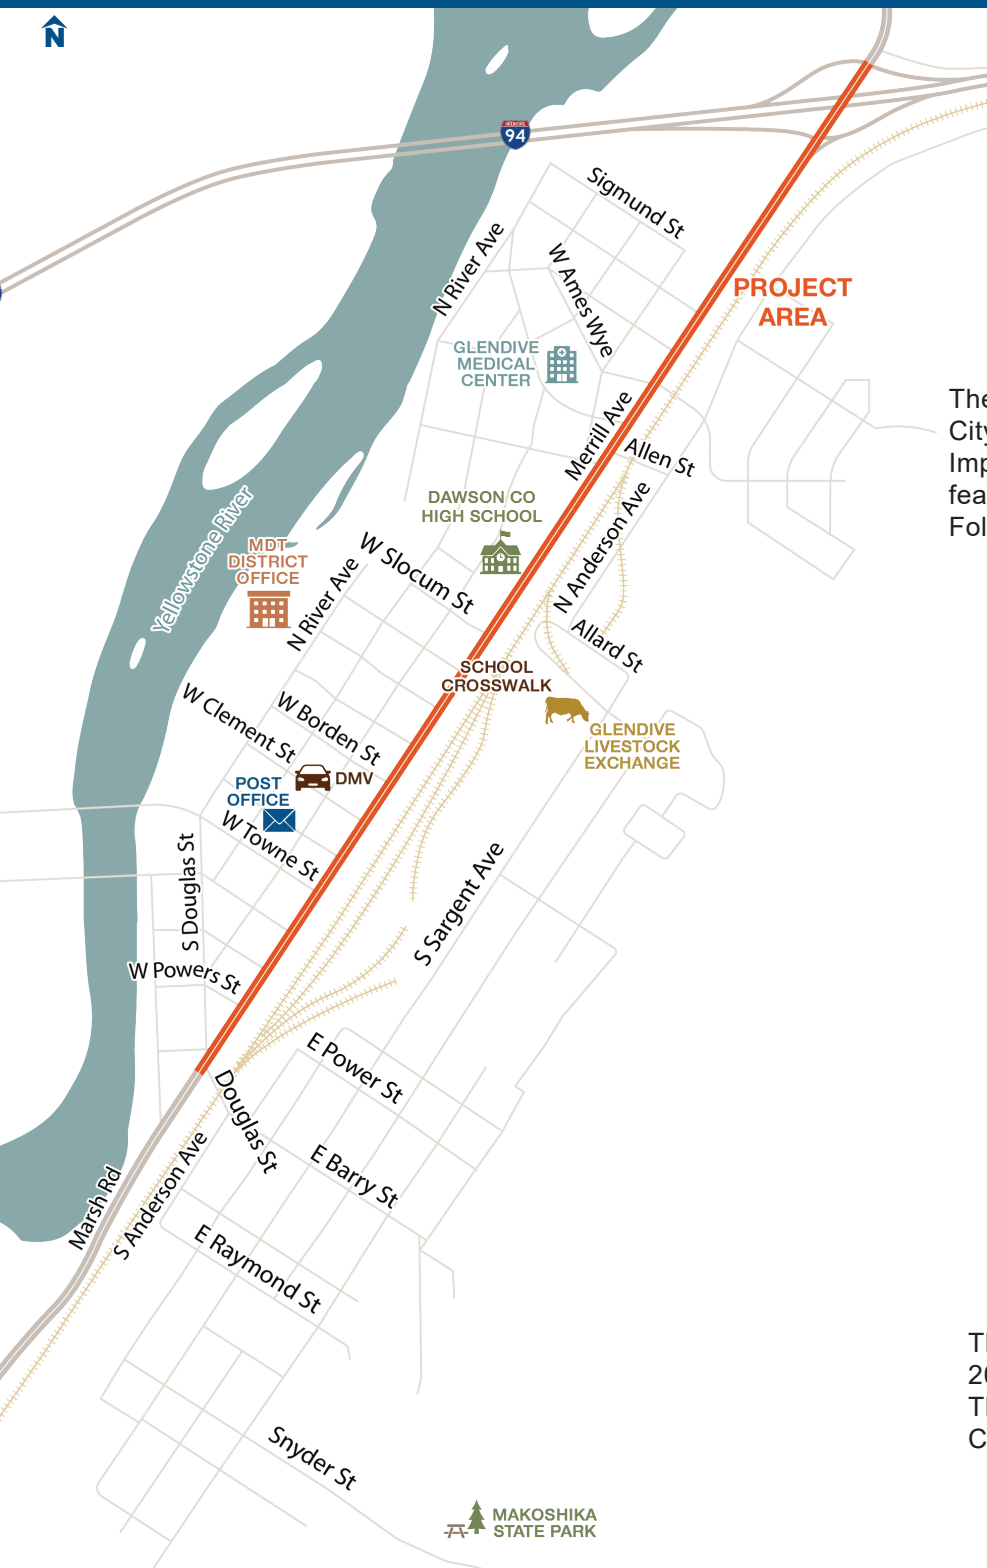 N
INTERSTATE
94
Sigmund St
N River Ave
W Ames Wye
PROJECT
AREA
GLENDIVE
MEDICAL
CENTER
Merrill Ave
Allen St
The
City
Imp
fea
Fol
DAWSON CO
HIGH SCHOOL
N Anderson Ave
Yellowstone River
MDT
DISTRICT
OFFICE
W Slocum St
N River Ave
Allard St
SCHOOL
CROSSWALK
W Clement St
W Borden St
GLENDIVE
LIVESTOCK
EXCHANGE
DMV
POST
OFFICE
W Towne St
S Douglas St
S Sargent Ave
W Powers St
E Power St
Douglas St
E Barry St
Marsh Rd
S Anderson Ave
E Raymond St
20
Snyder St
MAKOSHIKA
STATE PARK